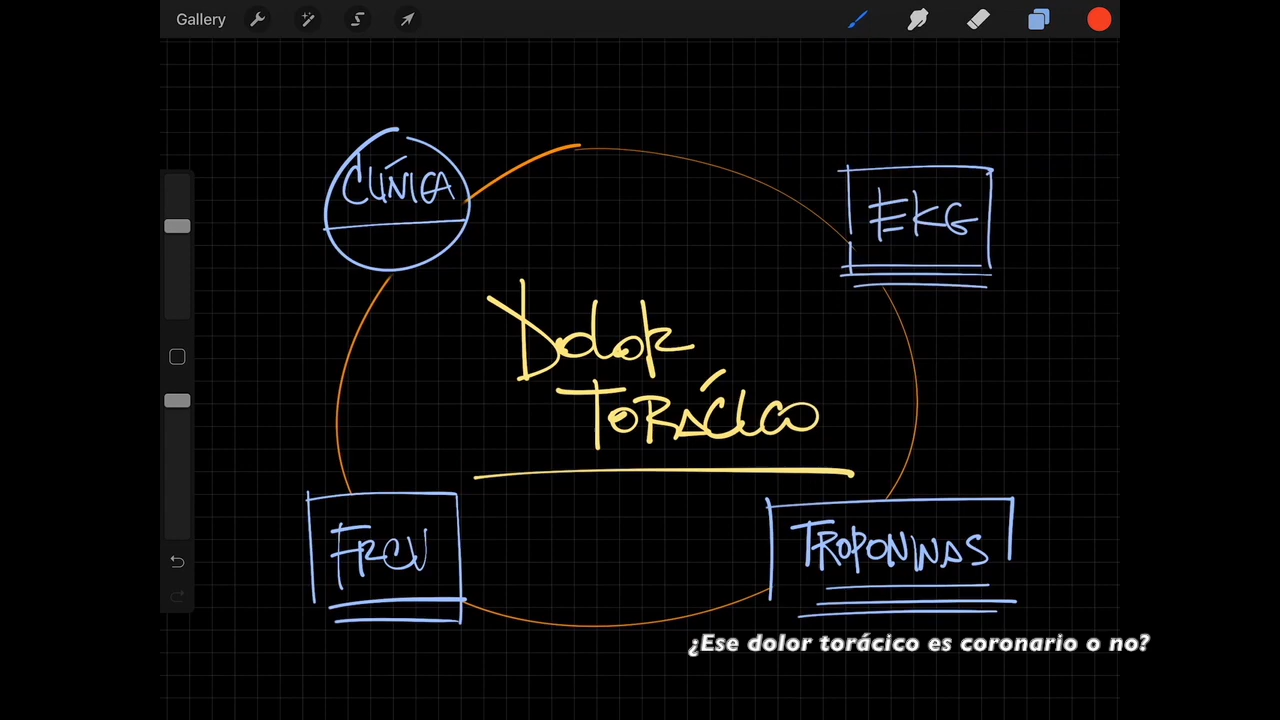 Gallery
CLÍNICA
EKG
Dolor
TORÁCICO
FRCV
TROPONINAS
¿Ese dolor torácico es coronario o no?